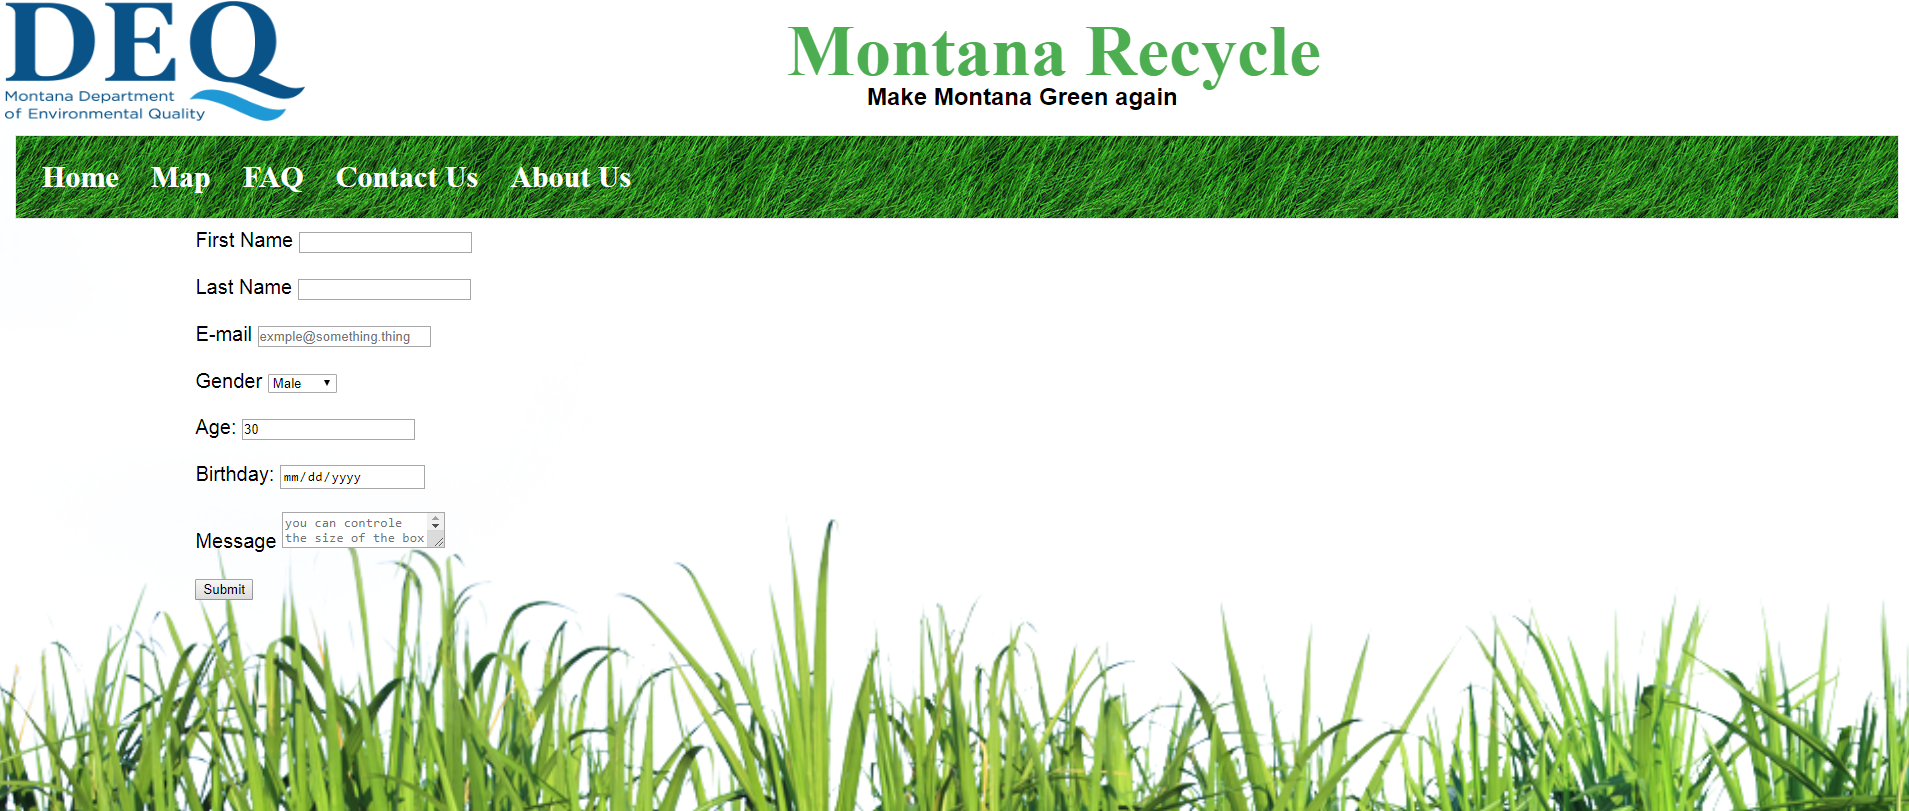 DEQ
Montana Department
of Environmental Quality
Montana Recycle
Make Montana Green again
Home Map FAQ Contact Us About Us
First Name
Last Name
E-mail exmple@something.thing
Gender Male
Age: 30
Birthday: mm/dd/yyyy
Message you can controle
the size of the box
Submit